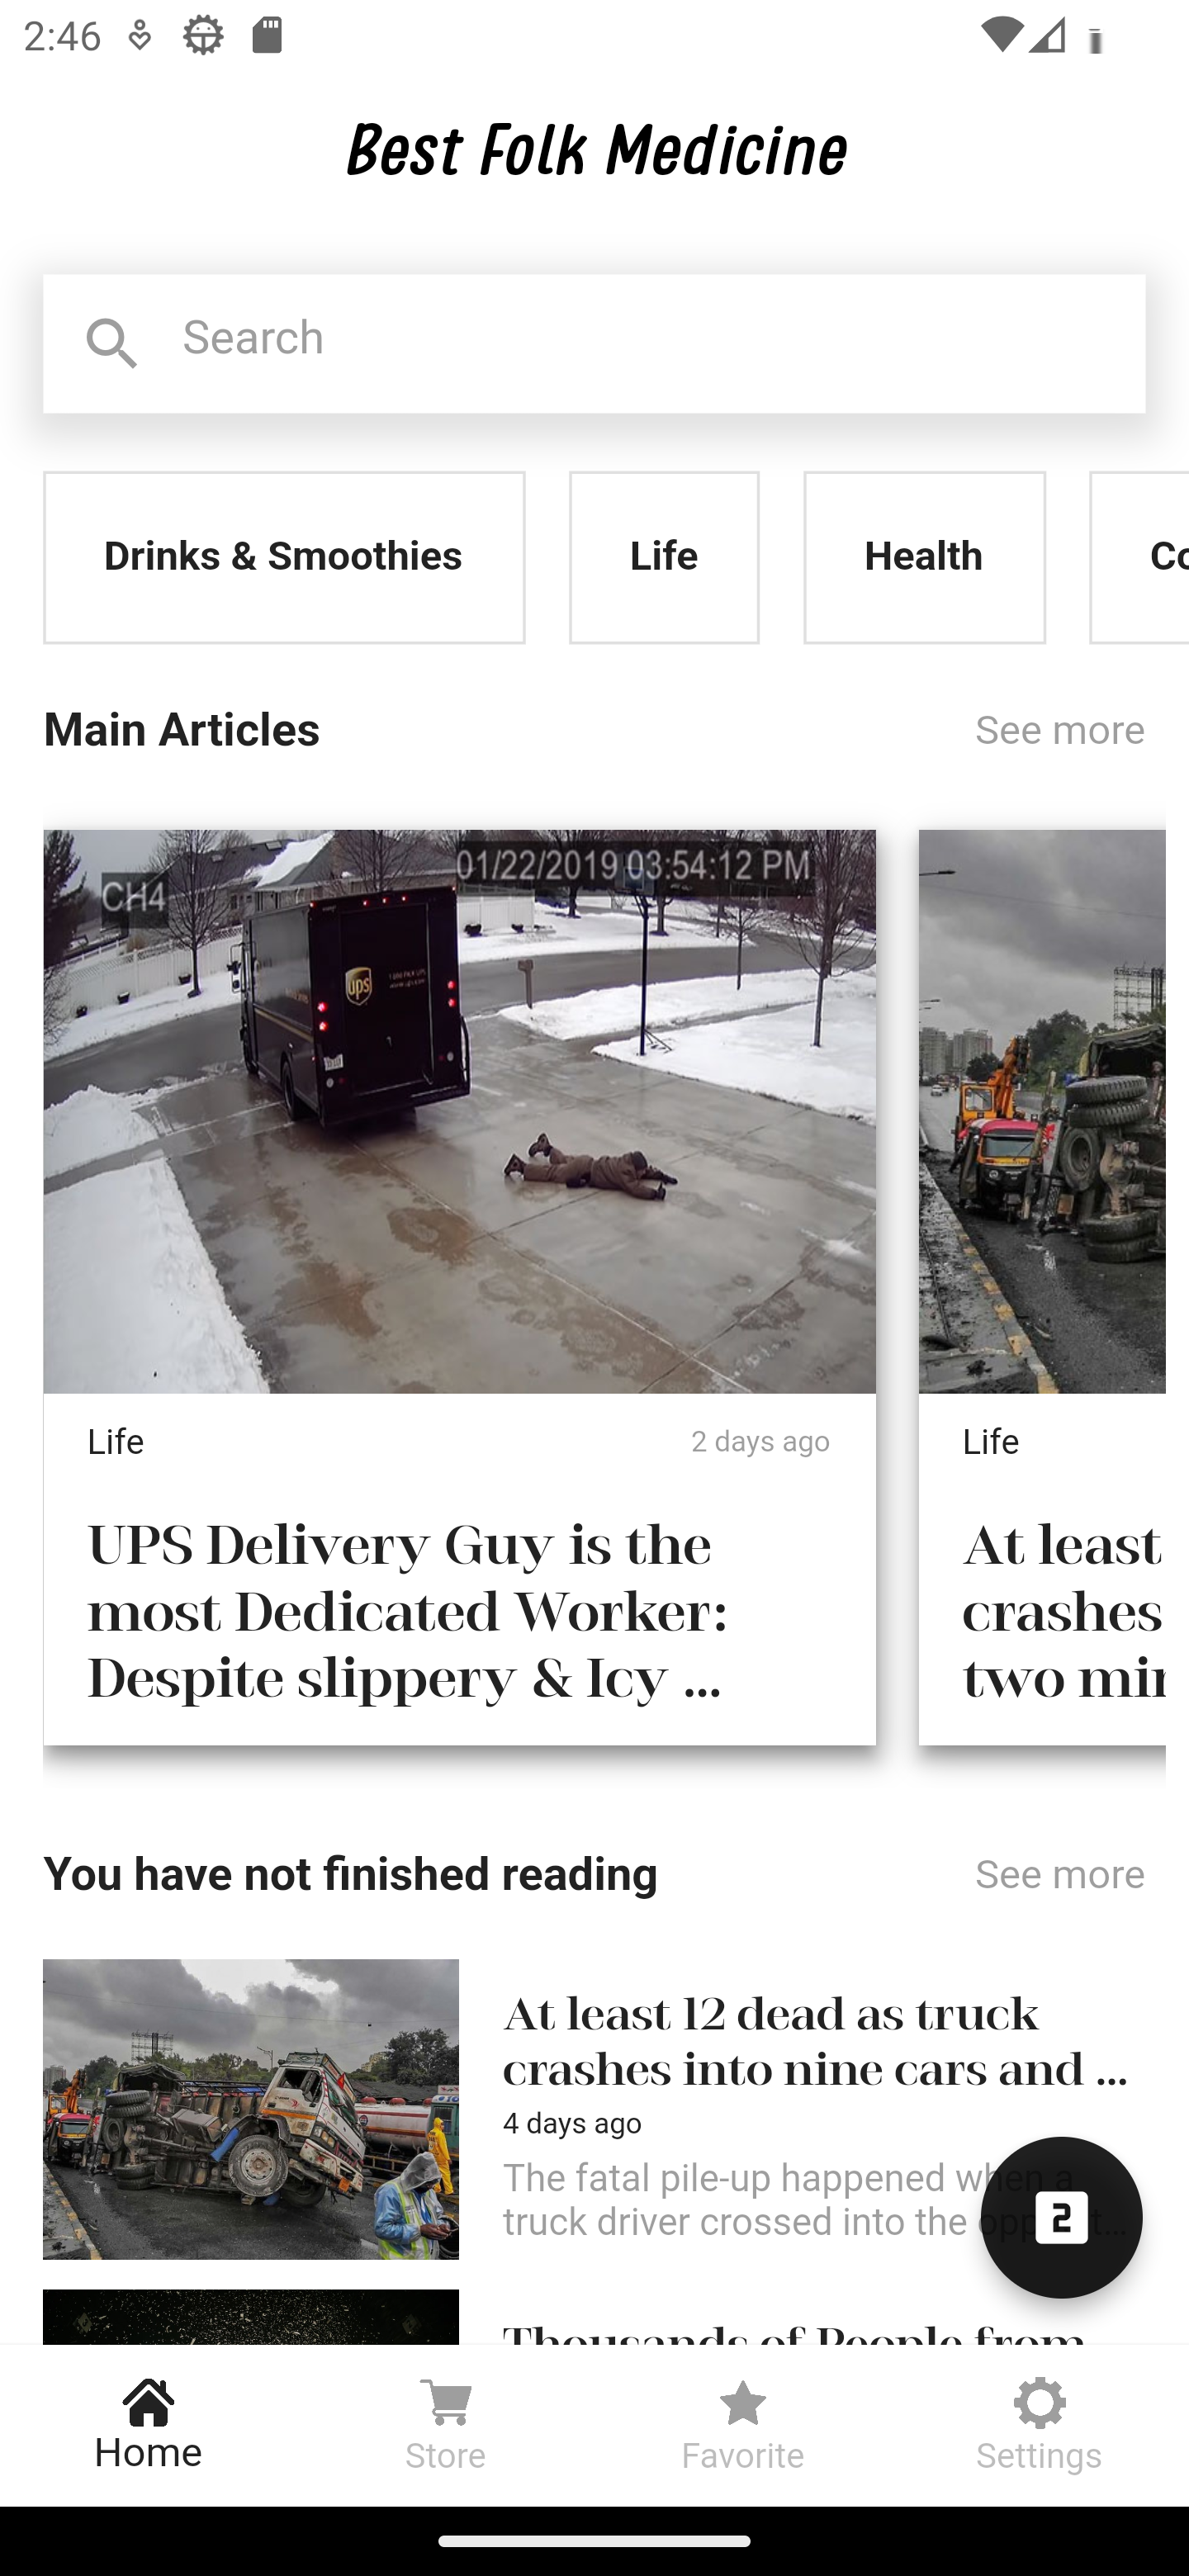 2:46
Best Folk Medicine
Search
Drinks & Smoothies
Life
Health
Co
Main Articles
See more
CH4
01/22/2019 03:54:12 PM
ups
Life
2 days ago
UPS Delivery Guy is the
most Dedicated Worker:
Despite slippery & Icy ...
Life
At least
crashes
two
You have not finished reading
See more
At least 12 dead as truck
crashes into nine cars and ...
4 days ago
The fatal pile-up happened when a
truck driver crossed into the
2
Thousands of People from
Home
Store
Favorite
Settings